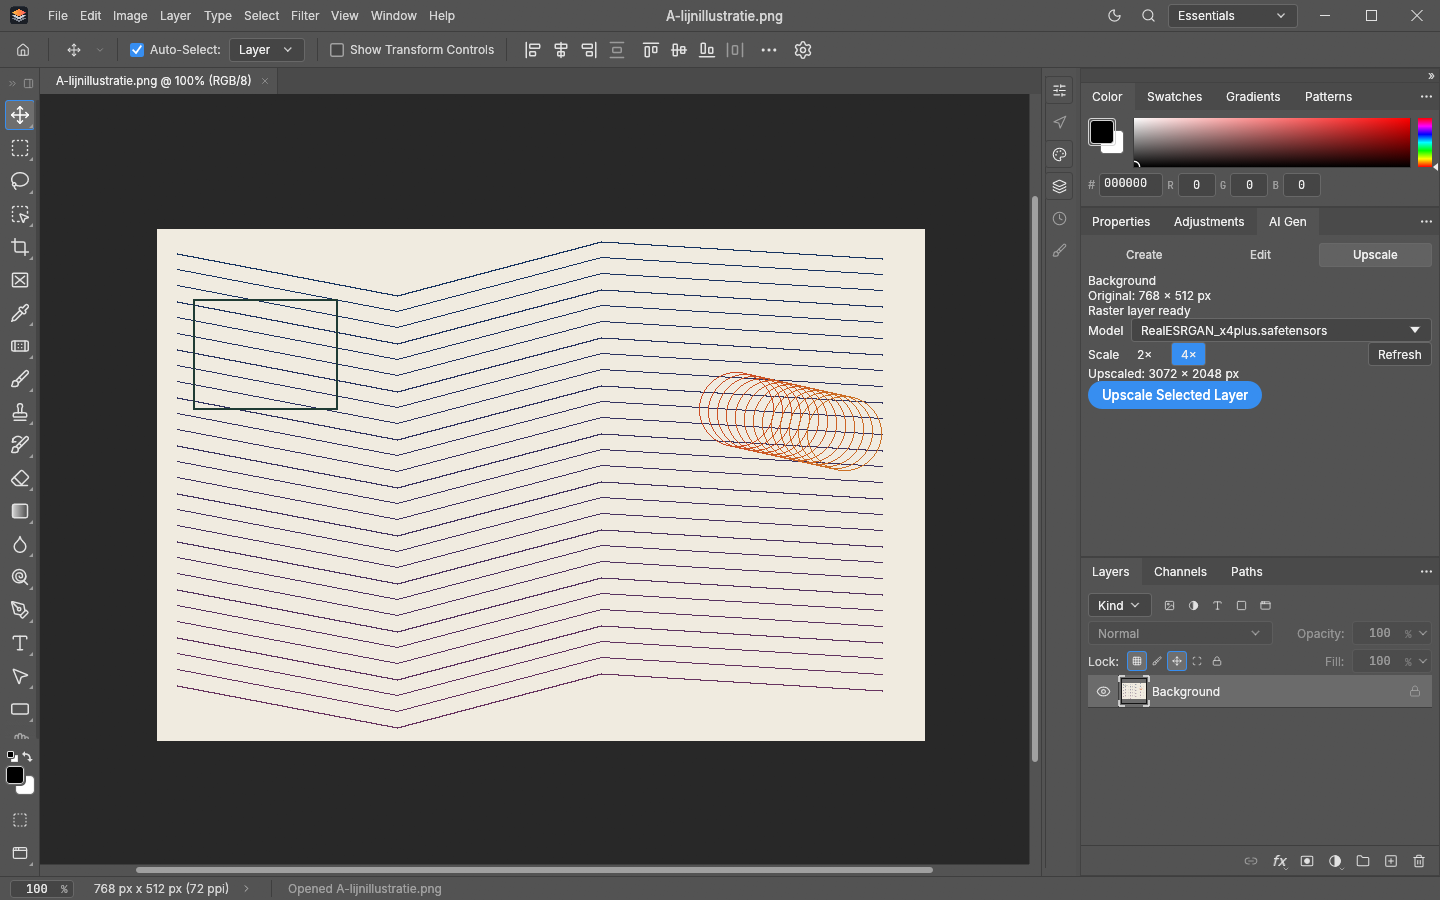 File Edit Image Layer Type Select Filter View Window Help
A-lijnillustratie.png
Essentials
Auto-Select: Layer Show Transform Controls
A-lijnillustratie.png @ 100% (RGB/8) ×
Color Swatches Gradients Patterns
# 000000 R 0 G 0 B 0
Properties Adjustments AI Gen
Create Edit Upscale
Background
Original: 768 × 512 px
Raster layer ready
Model RealESRGAN_x4plus.safetensors
Scale 2× 4× Refresh
Upscaled: 3072 × 2048 px
Upscale Selected Layer
Layers Channels Paths
Kind
Normal Opacity: 100 %
Lock: Fill: 100 %
Background
fx
100 % 768 px x 512 px (72 ppi) Opened A-lijnillustratie.png